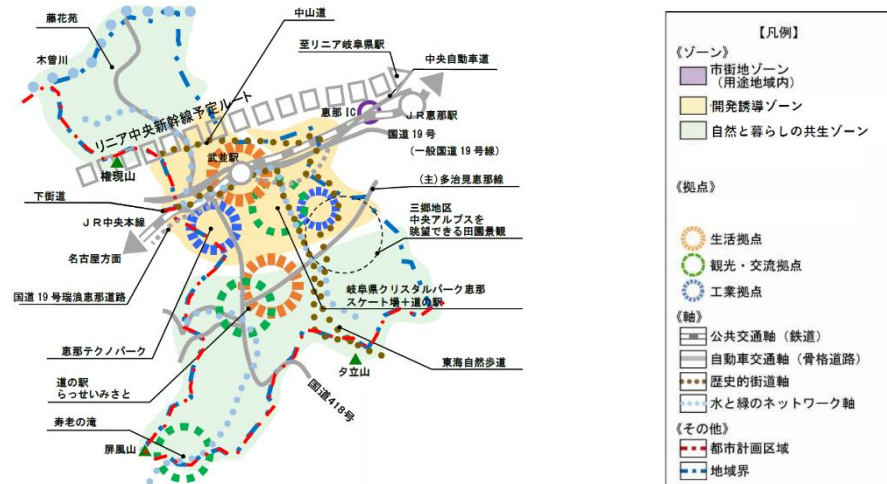 藤花苑
木曽川
中山道
至リニア岐阜県駅
中央自動車道
リニア中央新幹線予定ルート
恵那IC
JR恵那駅
国道19号
(一般国道19号線)
武並駅
権現山
(主)多治見恵那線
下街道
JR中央本線
三郷地区
中央アルプスを
眺望できる田園景観
名古屋方面
国道19号瑞浪恵那道路
岐阜県クリスタルパーク恵那
スケート場+道の駅
恵那テクノパーク
東海自然歩道
夕立山
道の駅
らっせいみさと
国道418号
寿老の滝
屏風山
【凡例】
《ゾーン》
市街地ゾーン
(用途地域内)
開発誘導ゾーン
自然と暮らしの共生ゾーン
《拠点》
生活拠点
観光・交流拠点
工業拠点
《軸》
公共交通軸(鉄道)
自動車交通軸(骨格道路)
歴史的街道軸
水と緑のネットワーク軸
《その他》
都市計画区域
地域界